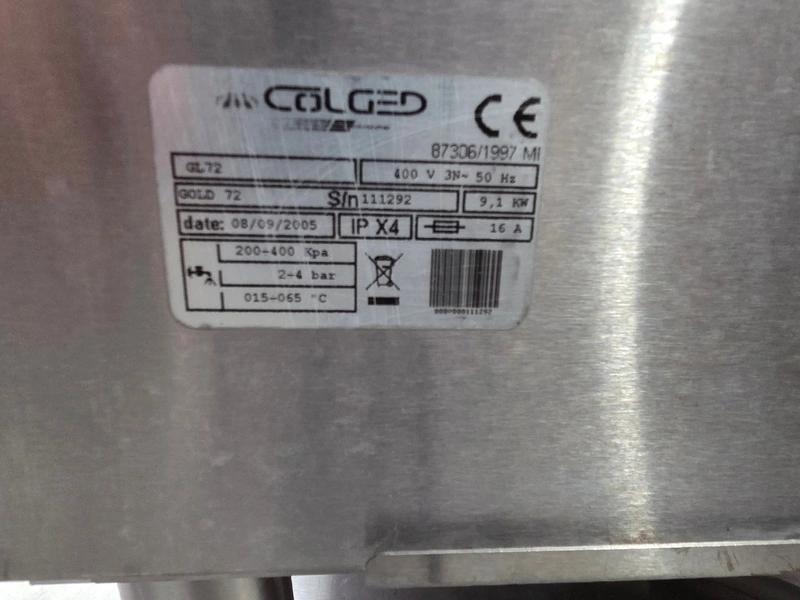 COLGED
CE
87306/1997 MI
GL72
400 V 3N~ 50 Hz
GOLD 72 S/n 111292 9,1 KW
date: 08/09/2005 IP X4 16 A
200-400 Kpa
2-4 bar
015-065 °C